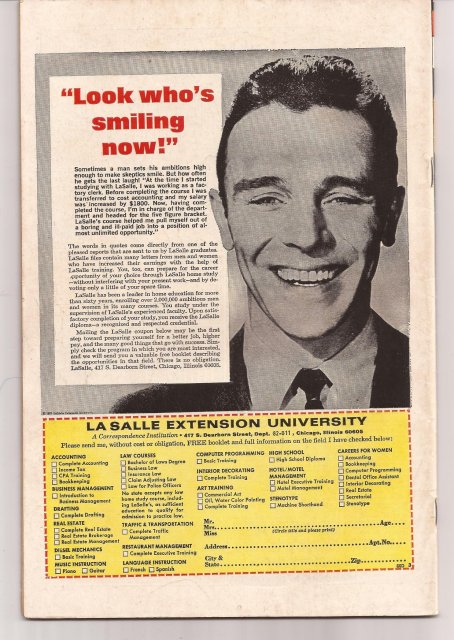 “Look who's
smiling
now!”
Sometimes a man sets his ambitions high
enough to make skeptics smile. But how often
he gets the last laugh! “At the time I started
studying with LaSalle, I was working as a fac-
tory clerk. Before completing the course I was
transferred to cost accounting and my salary
was increased by $1800. Now, having com-
pleted the course, I'm in charge of the depart-
ment and headed for the five figure bracket.
LaSalle's course helped me pull myself out of
a boring and ill-paid job into a position of al-
most unlimited opportunity.”
The words in quotes come directly from one of the
pleased reports that are sent to us by LaSalle graduates.
LaSalle files contain many letters from men and women
who have increased their earnings with the help of
LaSalle training. You, too, can prepare for the career
opportunity of your choice through LaSalle home study
—without interfering with your present work—and by de-
voting only a little of your spare time.
LaSalle has been a leader in home education for more
than sixty years, enrolling over 2,000,000 ambitious men
and women in its many courses. You study under the
supervision of LaSalle's experienced faculty. Upon satis-
factory completion of your study, you receive the LaSalle
diploma—a recognized and respected credential.
Mailing the LaSalle coupon below may be the first
step toward preparing yourself for a better job, higher
pay, and the many good things that go with success. Sim-
ply check the program in which you are most interested,
and we will send you a valuable free booklet describing
the opportunities in that field. There is no obligation.
LaSalle, 417 S. Dearborn Street, Chicago, Illinois 60605.
LA SALLE EXTENSION UNIVERSITY
A Correspondence Institution • 417 S. Dearborn Street, Dept. 82-011, Chicago, Illinois 60605
Please send me, without cost or obligation, FREE booklet and full information on the field I have checked below:
ACCOUNTING
Complete Accounting
Income Tax
CPA Training
Bookkeeping
BUSINESS MANAGEMENT
Introduction to
Business Management
DRAFTING
Complete Drafting
REAL ESTATE
Complete Real Estate
Real Estate Brokerage
Real Estate Management
DIESEL MECHANICS
Basic Training
MUSIC INSTRUCTION
Piano Guitar
LAW COURSES
Bachelor of Laws Degree
Business Law
Insurance Law
Claim Adjusting Law
Law for Police Officers
No state accepts any law
home study course, includ-
ing LaSalle's, as sufficient
education to qualify for
admission to practice law.
TRAFFIC & TRANSPORTATION
Complete Traffic
Management
RESTAURANT MANAGEMENT
Complete Executive Training
LANGUAGE INSTRUCTION
French Spanish
COMPUTER PROGRAMMING
Basic Training
INTERIOR DECORATING
Complete Training
ART TRAINING
Commercial Art
Oil, Water Color Painting
Complete Training
HIGH SCHOOL
High School Diploma
HOTEL/MOTEL
MANAGEMENT
Hotel Executive Training
Motel Management
STENOTYPE
Machine Shorthand
CAREERS FOR WOMEN
Accounting
Bookkeeping
Computer Programming
Dental Office Assistant
Interior Decorating
Real Estate
Secretarial
Stenotype
Mr.
Mrs. Age
Miss (Circle title and please print)
Address Apt.No.
City &
State Zip